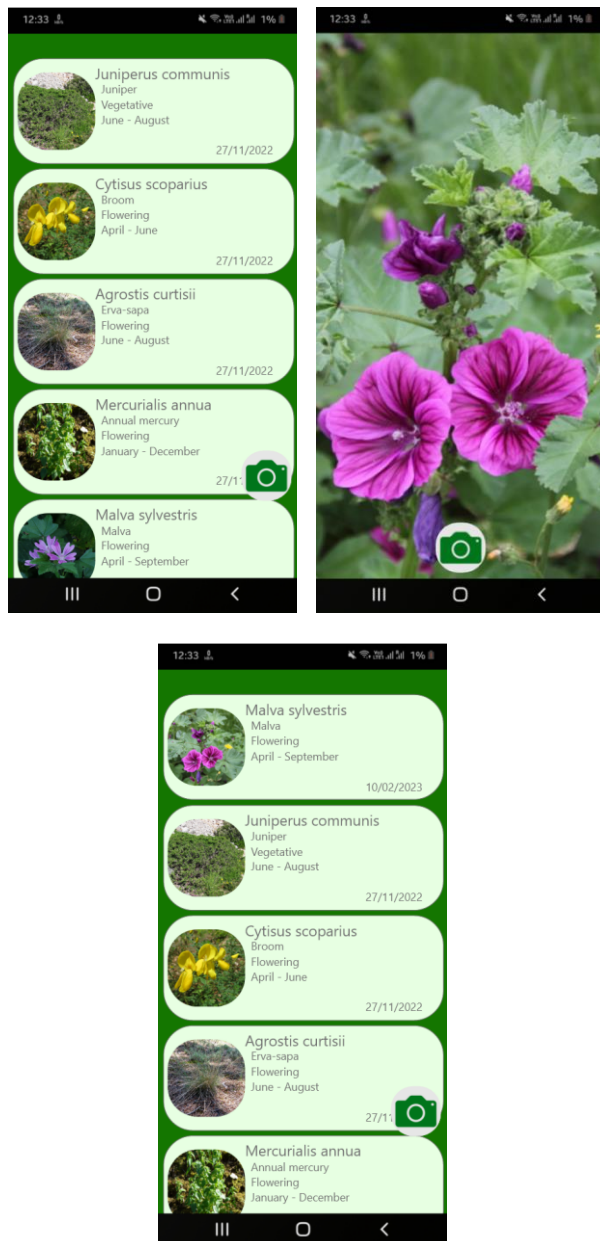 12:33
1%
Juniperus communis
Juniper
Vegetative
June - August
27/11/2022
Cytisus scoparius
Broom
Flowering
April - June
27/11/2022
Agrostis curtisii
Erva-sapa
Flowering
June - August
27/11/2022
Mercurialis annua
Annual mercury
Flowering
January - December
27/1
Malva sylvestris
Malva
Flowering
April - September
12:33
1%
12:33
1%
Malva sylvestris
Malva
Flowering
April - September
10/02/2023
Juniperus communis
Juniper
Vegetative
June - August
27/11/2022
Cytisus scoparius
Broom
Flowering
April - June
27/11/2022
Agrostis curtisii
Erva-sapa
Flowering
June - August
27/1
Mercurialis annua
Annual mercury
Flowering
January - December